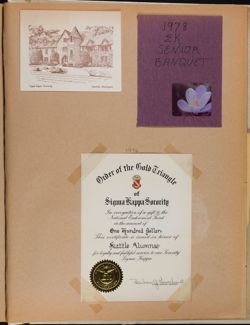 1978
ΣK
SENIOR
BANQUET
1976
Order of the Gold Triangle
of
Sigma Kappa Sorority
In recognition of a gift to the
National Endowment Fund
in the amount of
One Hundred Dollars
This certificate is issued in honor of
Seattle Alumnae
for loyalty and faithful service to our Sorority
Sigma Kappa